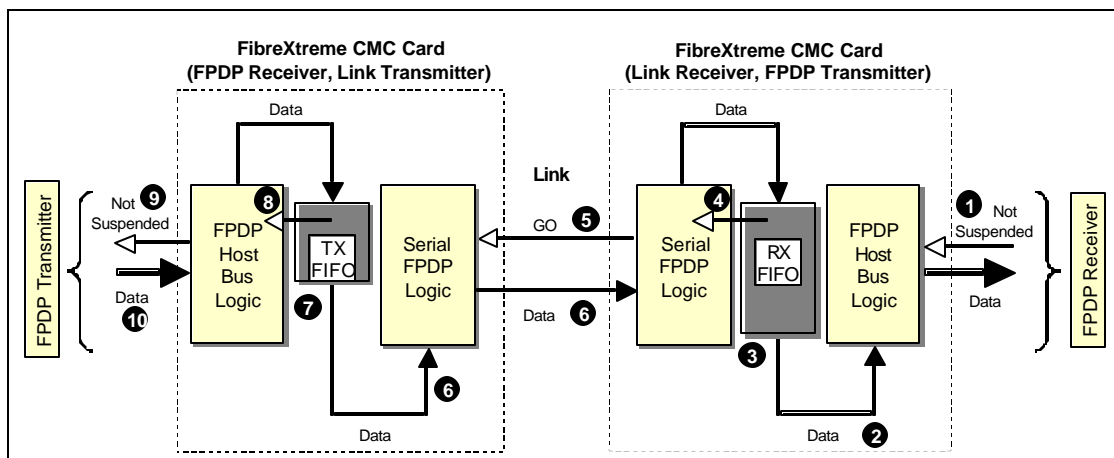 FibreXtreme CMC Card
(FPDP Receiver, Link Transmitter)
FibreXtreme CMC Card
(Link Receiver, FPDP Transmitter)
Data
Data
Link
FPDP Transmitter
9
Not
Suspended
Data
10
FPDP
Host
Bus
Logic
8
TX
FIFO
7
Serial
FPDP
Logic
6
Data
GO
5
Data
6
Serial
FPDP
Logic
4
RX
FIFO
3
FPDP
Host
Bus
Logic
Data
2
1
Not
Suspended
Data
FPDP Receiver